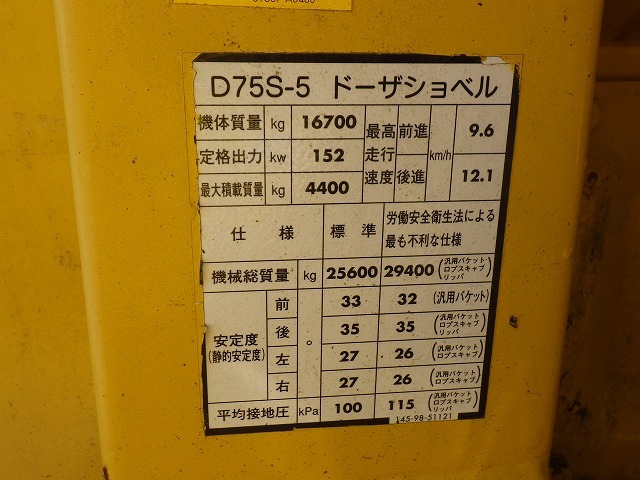 D75S-5 ドーザショベル
機体質量 kg 16700 最高走行速度 前進 km/h 9.6
定格出力 kw 152
最大積載質量 kg 4400 後進 12.1
仕様 標準 労働安全衛生法による最も不利な仕様
機械総質量 kg 25600 29400 (汎用バケット ロプスキャブ リッパ)
安定度 (静的安定度) 前 ° 33 32 (汎用バケット)
後 35 35 (汎用バケット ロプスキャブ リッパ)
左 27 26 (汎用バケット ロプスキャブ)
右 27 26 (汎用バケット ロプスキャブ)
平均接地圧 kPa 100 115 (汎用バケット ロプスキャブ リッパ)
145-98-51121